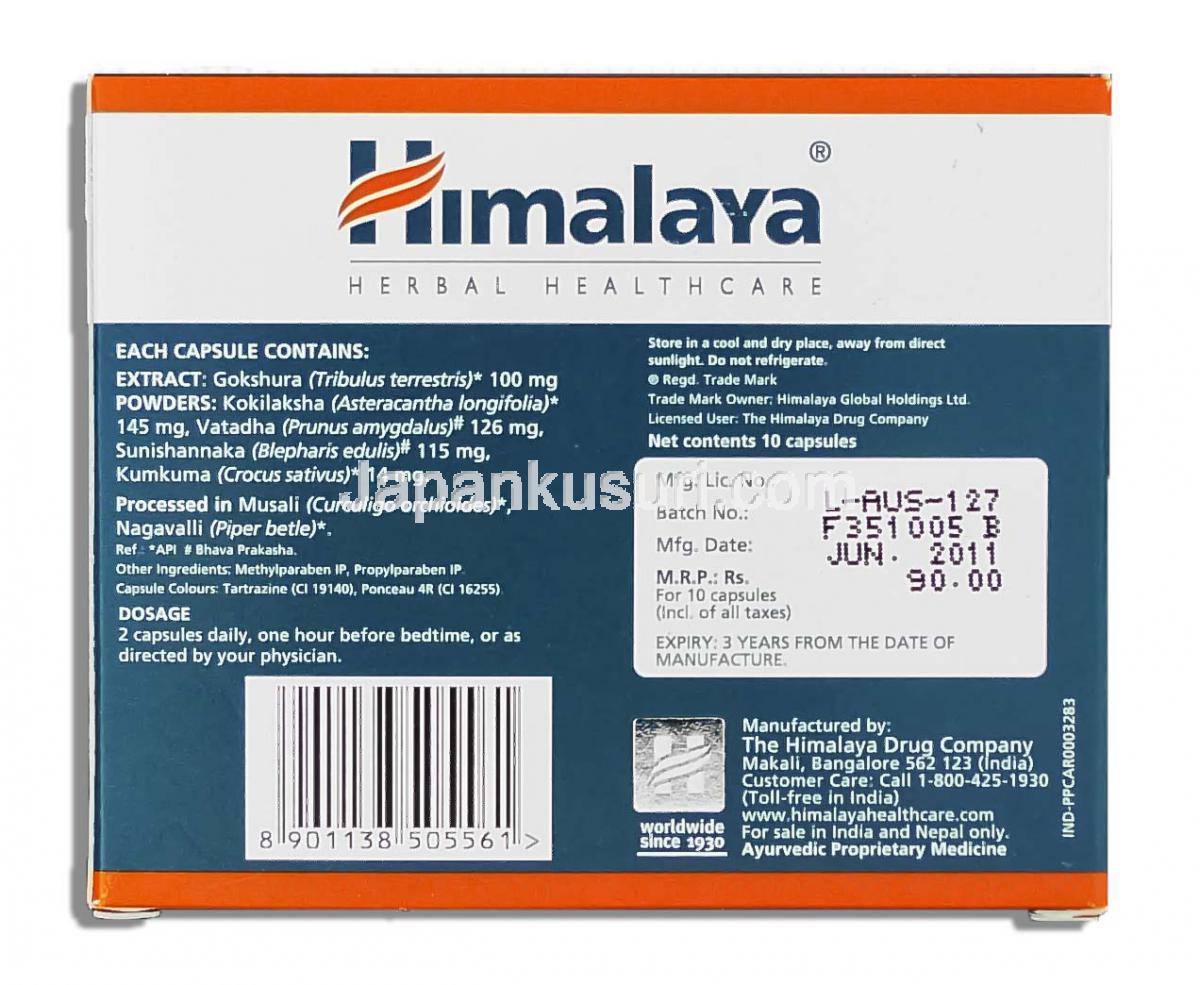 Himalaya®
HERBAL HEALTHCARE
EACH CAPSULE CONTAINS:
EXTRACT: Gokshura (Tribulus terrestris)* 100 mg
POWDERS: Kokilaksha (Asteracantha longifolia)*
145 mg, Vatadha (Prunus amygdalus)# 126 mg,
Sunishannaka (Blepharis edulis)# 115 mg,
Kumkuma (Crocus sativus)* 14 mg.
Processed in Musali (Curculigo orchioides)*,
Nagavalli (Piper betle)*.
Ref.: *API # Bhava Prakasha.
Other Ingredients: Methylparaben IP, Propylparaben IP.
Capsule Colours: Tartrazine (CI 19140), Ponceau 4R (CI 16255)
DOSAGE
2 capsules daily, one hour before bedtime, or as
directed by your physician.
8 901138 505561 >
Store in a cool and dry place, away from direct
sunlight. Do not refrigerate.
® Regd. Trade Mark
Trade Mark Owner: Himalaya Global Holdings Ltd.
Licensed User: The Himalaya Drug Company
Net contents 10 capsules
Mfg. Lic. No. L-AUS-127
Batch No.: F351005 B
Mfg. Date: JUN. 2011
M.R.P.: Rs. 90.00
For 10 capsules
(Incl. of all taxes)
EXPIRY: 3 YEARS FROM THE DATE OF
MANUFACTURE.
worldwide
since 1930
Manufactured by:
The Himalaya Drug Company
Makali, Bangalore 562 123 (India)
Customer Care: Call 1-800-425-1930
(Toll-free in India)
www.himalayahealthcare.com
For sale in India and Nepal only.
Ayurvedic Proprietary Medicine
IND-PPCAR0003283
Japankusuri.com